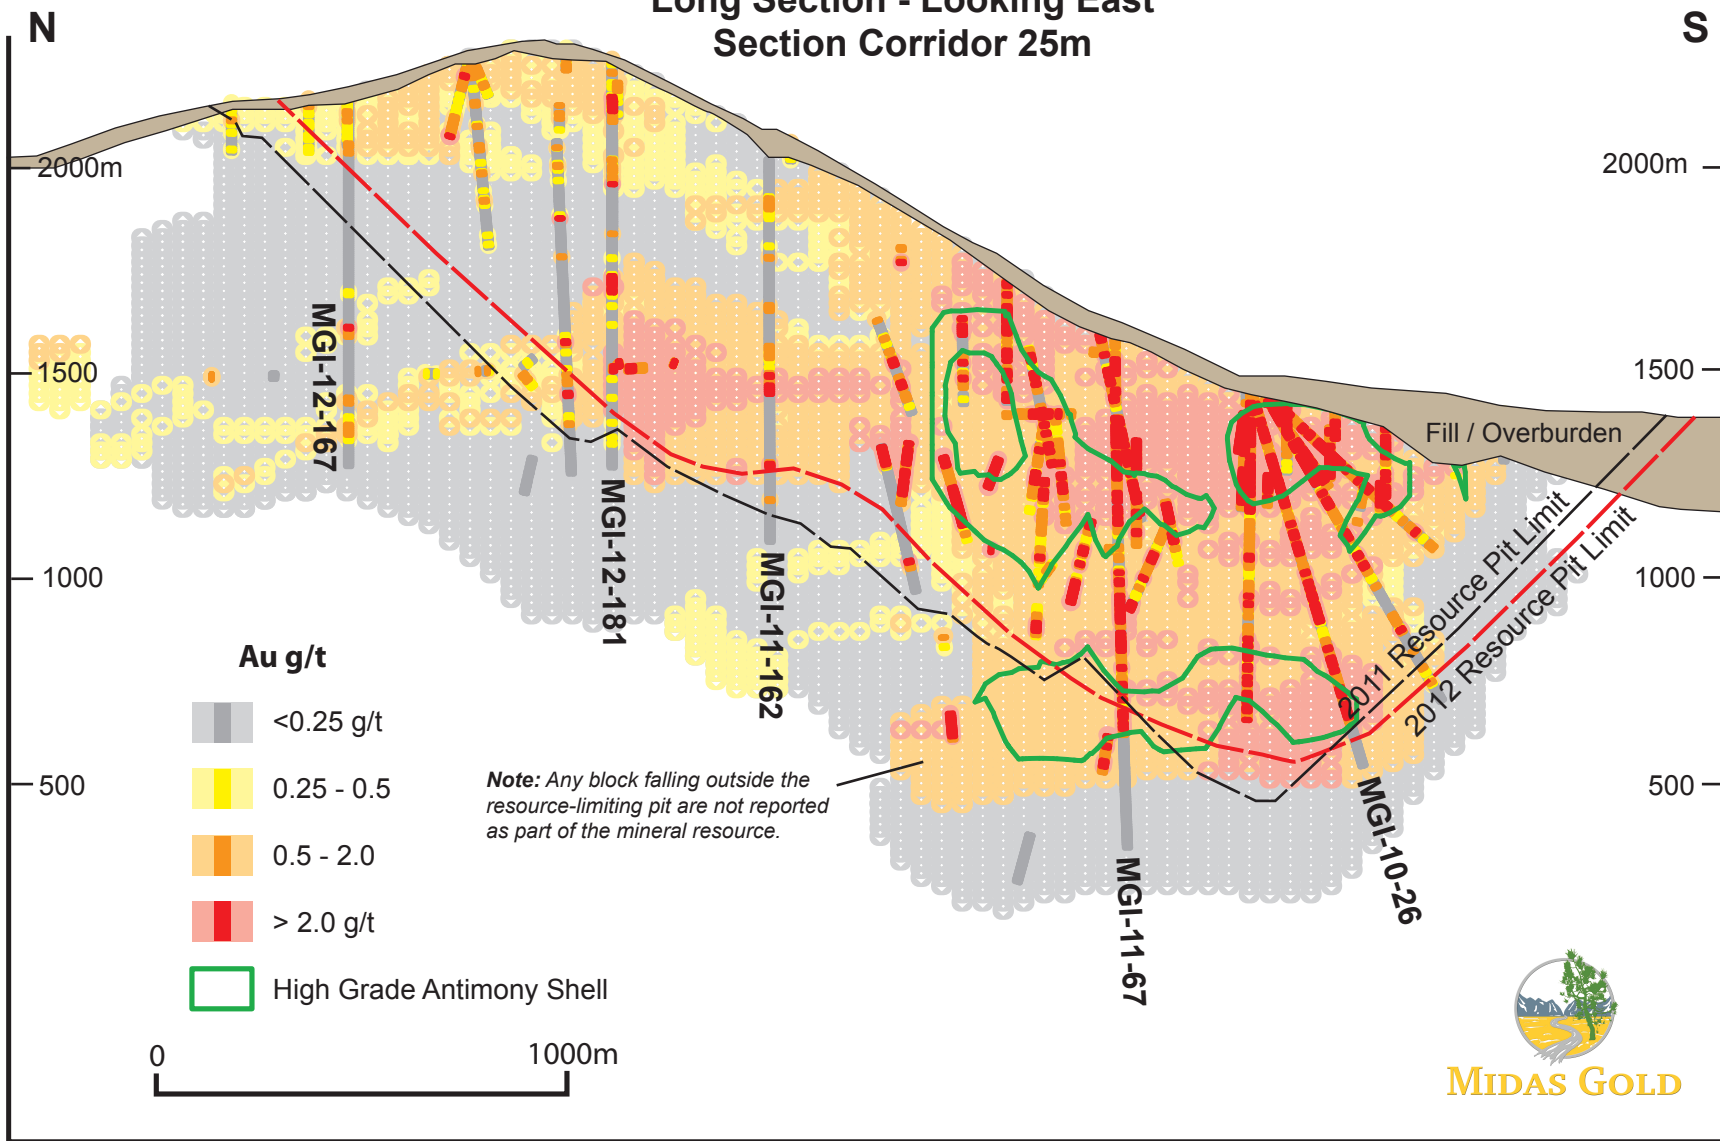 Long Section - Looking East
Section Corridor 25m
N
S
2000m
2000m
1500
1500
1000
1000
500
500
MGI-12-167
MGI-12-181
MGI-11-162
MGI-11-67
MGI-10-26
Fill / Overburden
2011 Resource Pit Limit
2012 Resource Pit Limit
Au g/t
<0.25 g/t
0.25 - 0.5
0.5 - 2.0
> 2.0 g/t
High Grade Antimony Shell
Note: Any block falling outside the
resource-limiting pit are not reported
as part of the mineral resource.
0
1000m
MIDAS GOLD